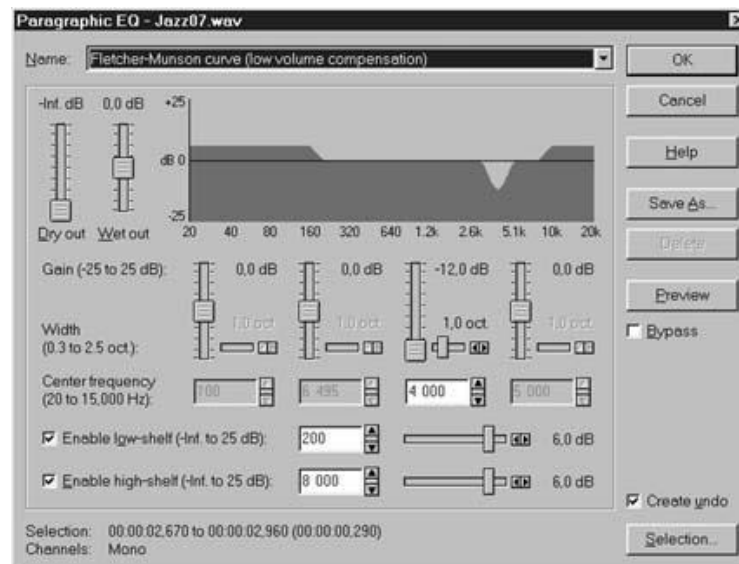 Paragraphic EQ - Jazz07.wav
Name: Fletcher-Munson curve (low volume compensation)
OK
Cancel
Help
Save As...
Delete
Preview
Bypass
-Inf. dB 0,0 dB
+25
dB 0
-25
Dry out Wet out
20 40 80 160 320 640 1.2k 2.6k 5.1k 10k 20k
Gain (-25 to 25 dB): 0,0 dB 0,0 dB -12,0 dB 0,0 dB
Width
(0.3 to 2.5 oct.): 1,0 oct. 1,0 oct. 1,0 oct. 1,0 oct.
Center frequency
(20 to 15,000 Hz): 100 6 495 4 000 5 000
Enable low-shelf (-Inf. to 25 dB): 200 6,0 dB
Enable high-shelf (-Inf. to 25 dB): 8 000 6,0 dB
Create undo
Selection: 00:00:02,670 to 00:00:02,960 (00:00:00,290)
Channels: Mono
Selection...